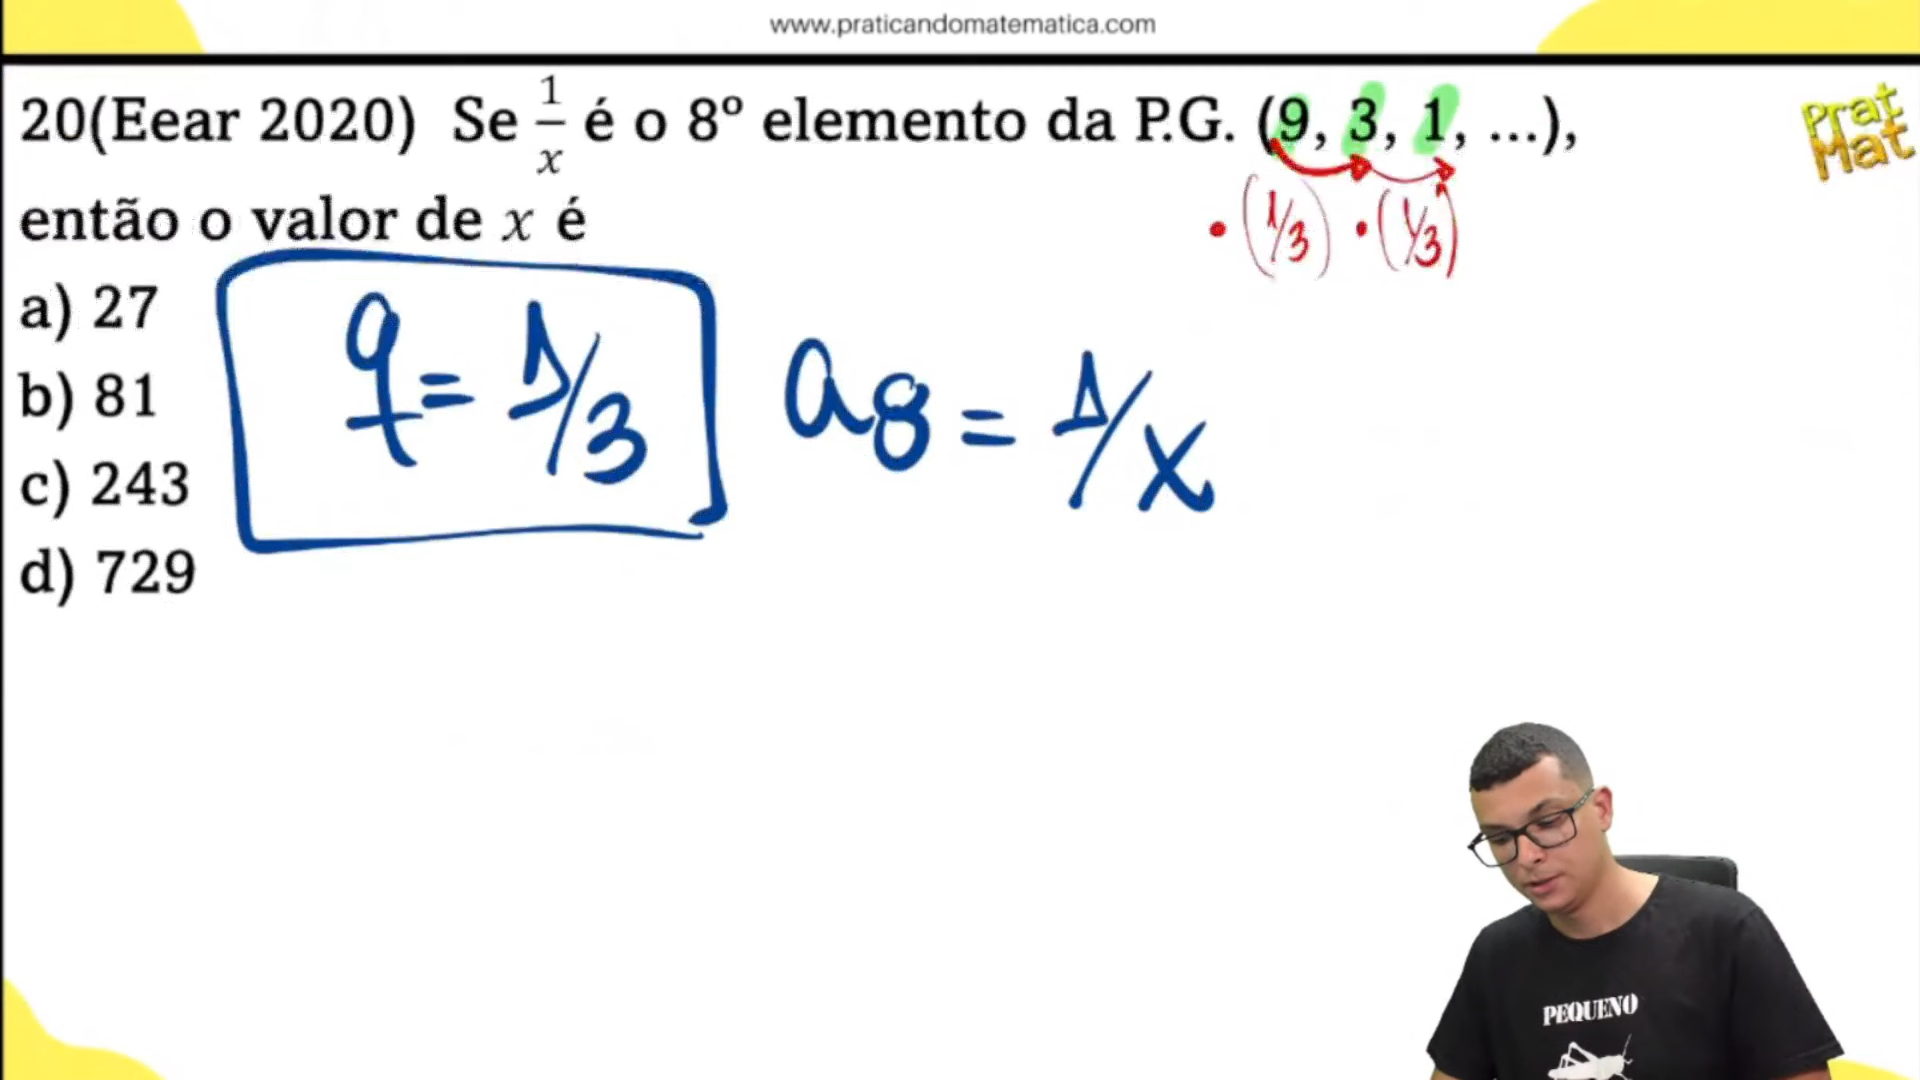 www.praticandomatematica.com
20(Eear 2020) Se 1/x é o 8º elemento da P.G. (9, 3, 1, ...),
então o valor de x é
· (1/3) · (1/3)
a) 27
b) 81
c) 243
d) 729
q = 1/3
a8 = 1/x
Prat
Mat
PEQUENO